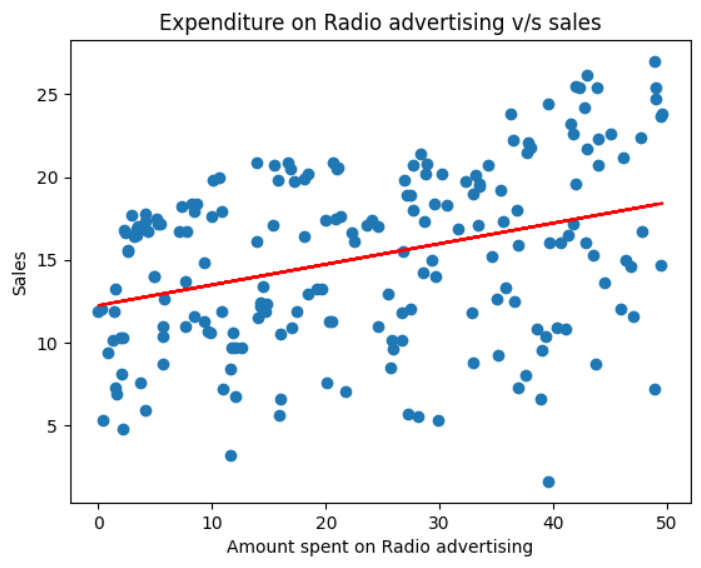 Expenditure on Radio advertising v/s sales
25
20
15
10
5
Sales
0 10 20 30 40 50
Amount spent on Radio advertising